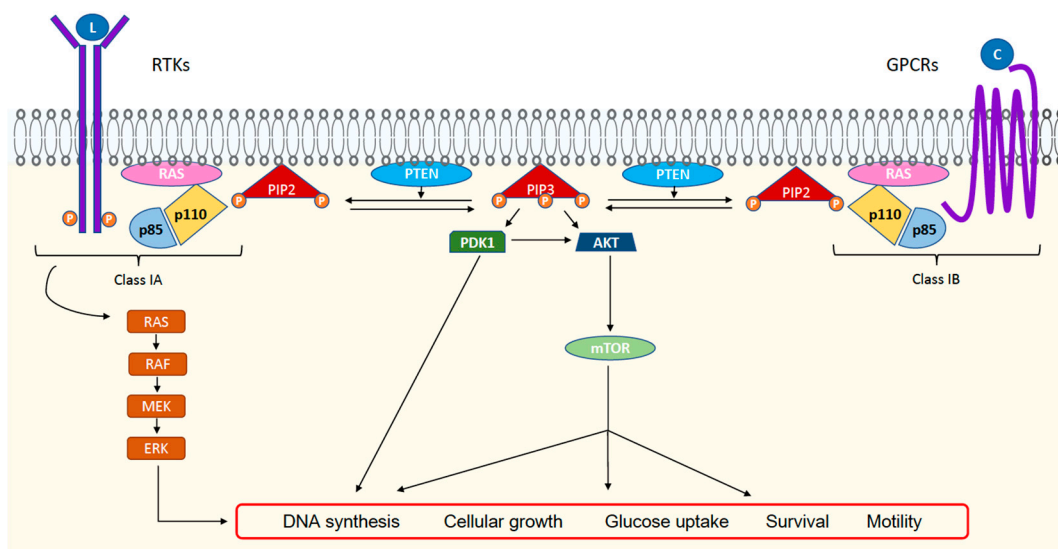 L
C
RTKs
GPCRs
RAS
PTEN
PTEN
RAS
PIP2
PIP3
PIP2
P
P
P
P
P
P
P
P
P
p110
p85
p110
p85
PDK1
AKT
Class IA
Class IB
RAS
mTOR
RAF
MEK
ERK
DNA synthesis Cellular growth Glucose uptake Survival Motility